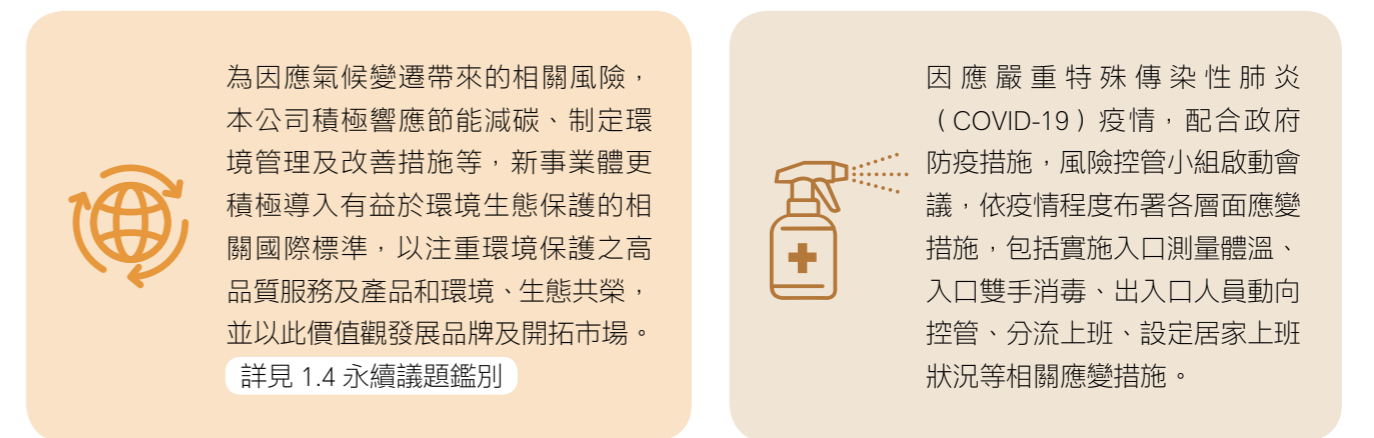 為因應氣候變遷帶來的相關風險，
本公司積極響應節能減碳、制定環
境管理及改善措施等，新事業體更
積極導入有益於環境生態保護的相
關國際標準，以注重環境保護之高
品質服務及產品和環境、生態共榮，
並以此價值觀發展品牌及開拓市場。
詳見 1.4 永續議題鑑別
因應嚴重特殊傳染性肺炎
（COVID-19）疫情，配合政府
防疫措施，風險控管小組啟動會
議，依疫情程度布署各層面應變
措施，包括實施入口測量體溫、
入口雙手消毒、出入口人員動向
控管、分流上班、設定居家上班
狀況等相關應變措施。